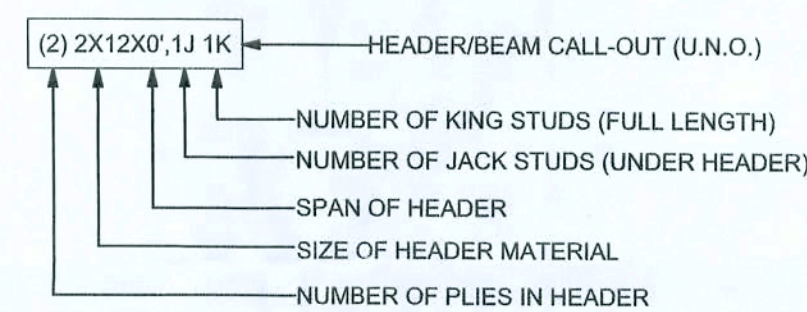 (2) 2X12X0',1J 1K
HEADER/BEAM CALL-OUT (U.N.O.)
NUMBER OF KING STUDS (FULL LENGTH)
NUMBER OF JACK STUDS (UNDER HEADER)
SPAN OF HEADER
SIZE OF HEADER MATERIAL
NUMBER OF PLIES IN HEADER